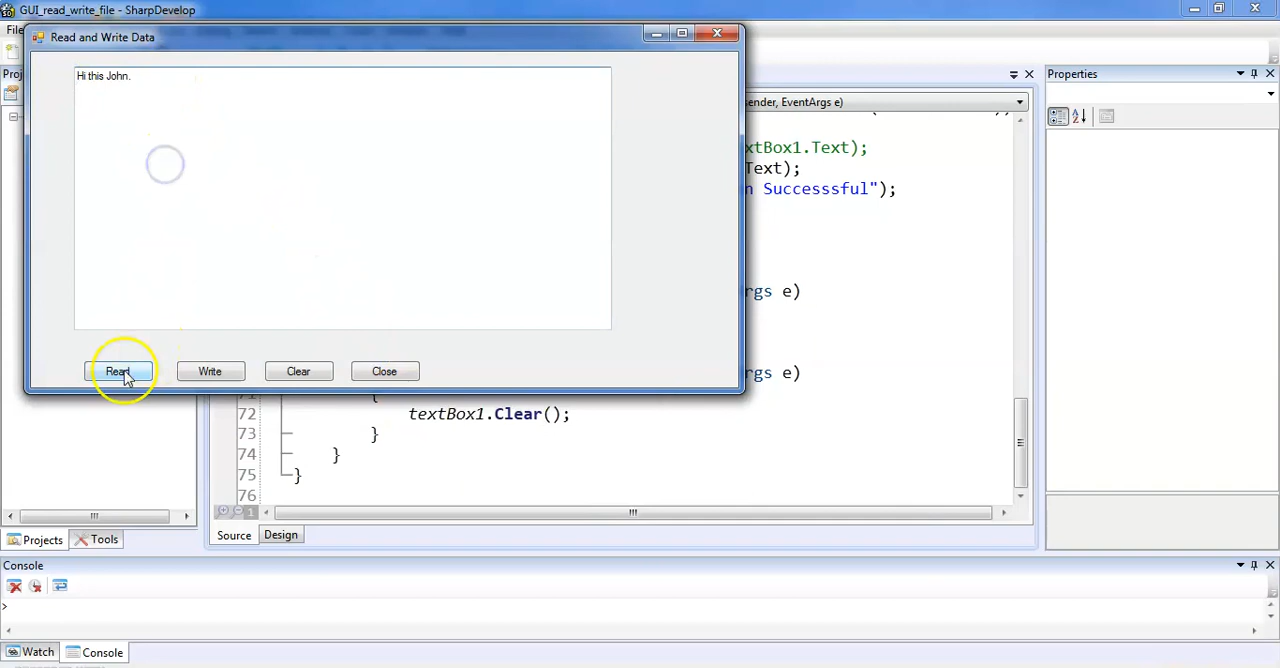 GUI_read_write_file - SharpDevelop
Read and Write Data
Hi this John.
Read
Write
Clear
Close
sender, EventArgs e)
xtBox1.Text);
Text);
n Successsful");
rgs e)
rgs e)
72 textBox1.Clear();
73 }
74 }
75 }
76
Source
Design
Properties
Projects
Tools
Console
>
Watch
Console